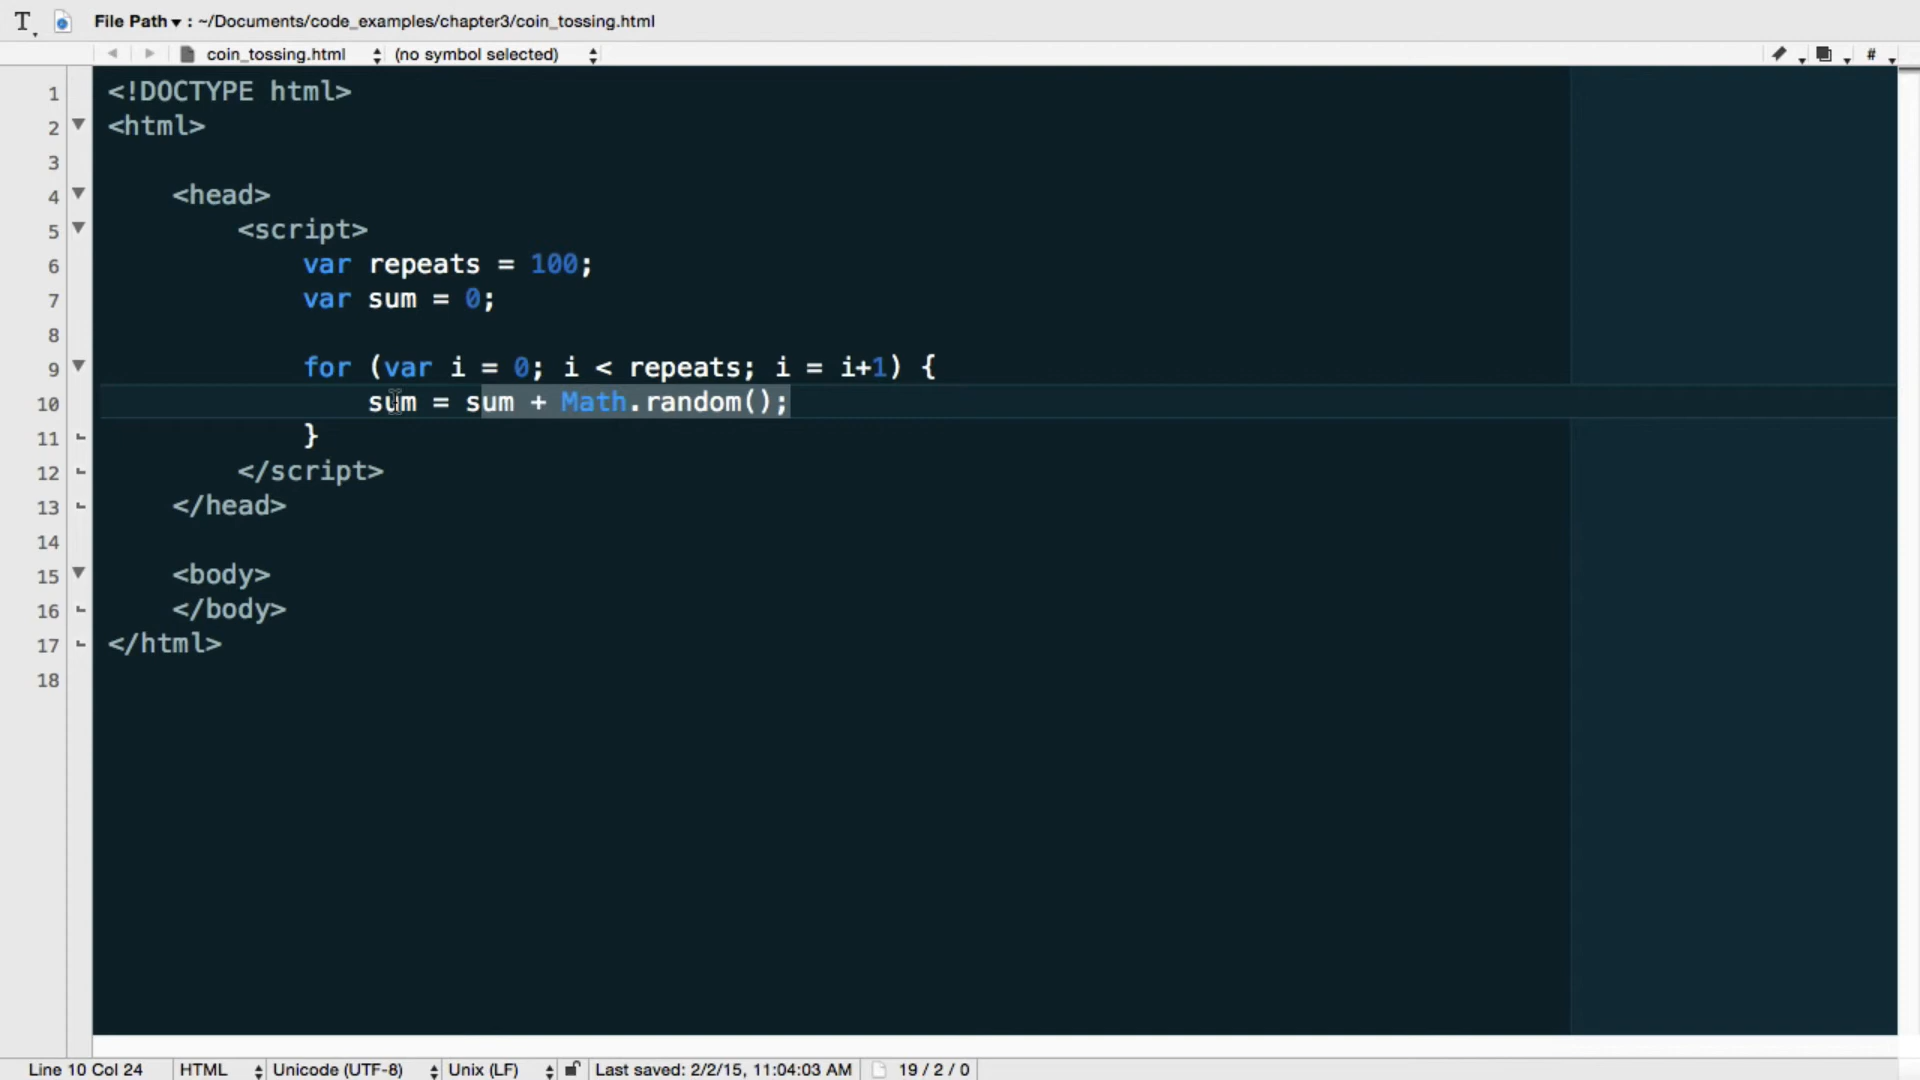 File Path ▾ : ~/Documents/code_examples/chapter3/coin_tossing.html
coin_tossing.html (no symbol selected) #
1 <!DOCTYPE html>
2 <html>
3
4 <head>
5 <script>
6 var repeats = 100;
7 var sum = 0;
8
9 for (var i = 0; i < repeats; i = i+1) {
10 sum = sum + Math.random();
11 }
12 </script>
13 </head>
14
15 <body>
16 </body>
17 </html>
18
Line 10 Col 24 HTML Unicode (UTF-8) Unix (LF) Last saved: 2/2/15, 11:04:03 AM 19 / 2 / 0